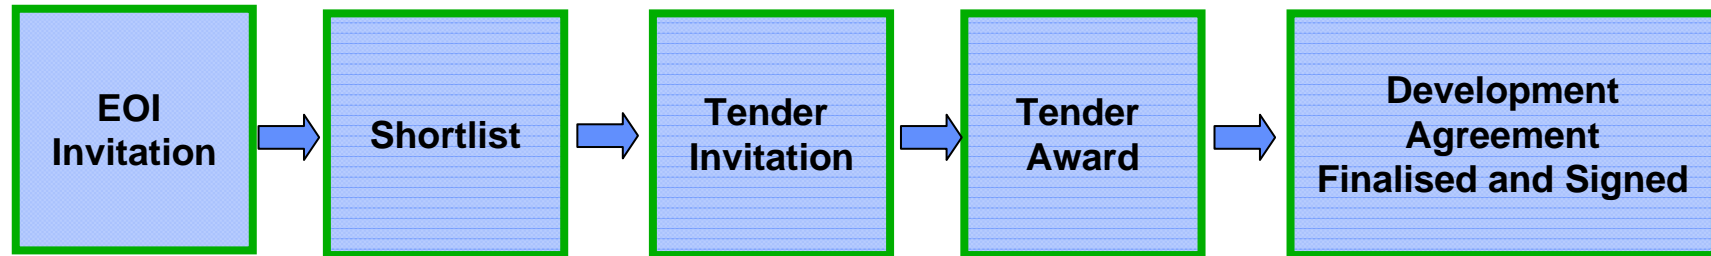 EOI
Invitation
Shortlist
Tender
Invitation
Tender
Award
Development
Agreement
Finalised and Signed